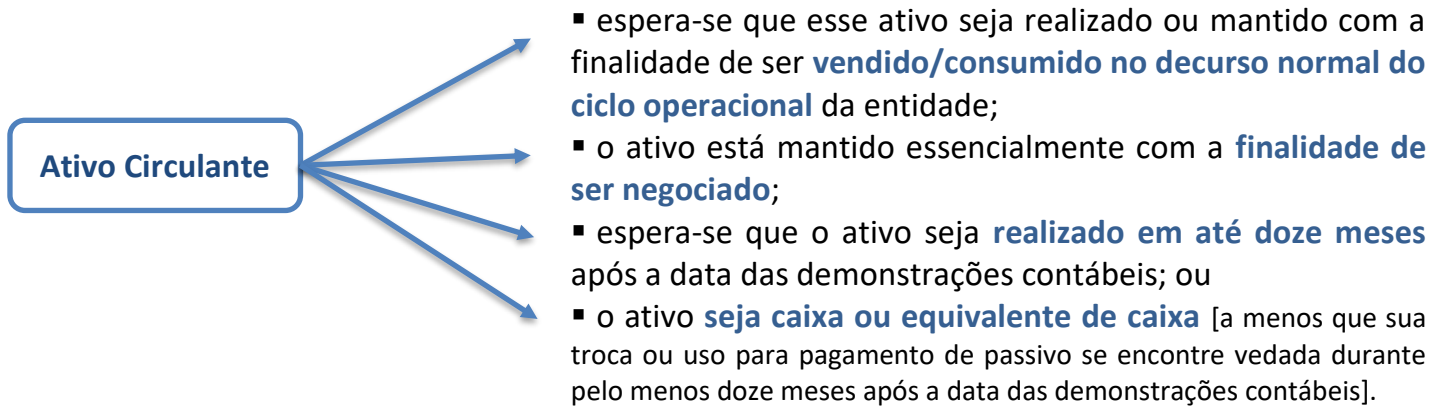 Ativo Circulante
▪ espera-se que esse ativo seja realizado ou mantido com a
finalidade de ser vendido/consumido no decurso normal do
ciclo operacional da entidade;
▪ o ativo está mantido essencialmente com a finalidade de
ser negociado;
▪ espera-se que o ativo seja realizado em até doze meses
após a data das demonstrações contábeis; ou
▪ o ativo seja caixa ou equivalente de caixa [a menos que sua
troca ou uso para pagamento de passivo se encontre vedada durante
pelo menos doze meses após a data das demonstrações contábeis].